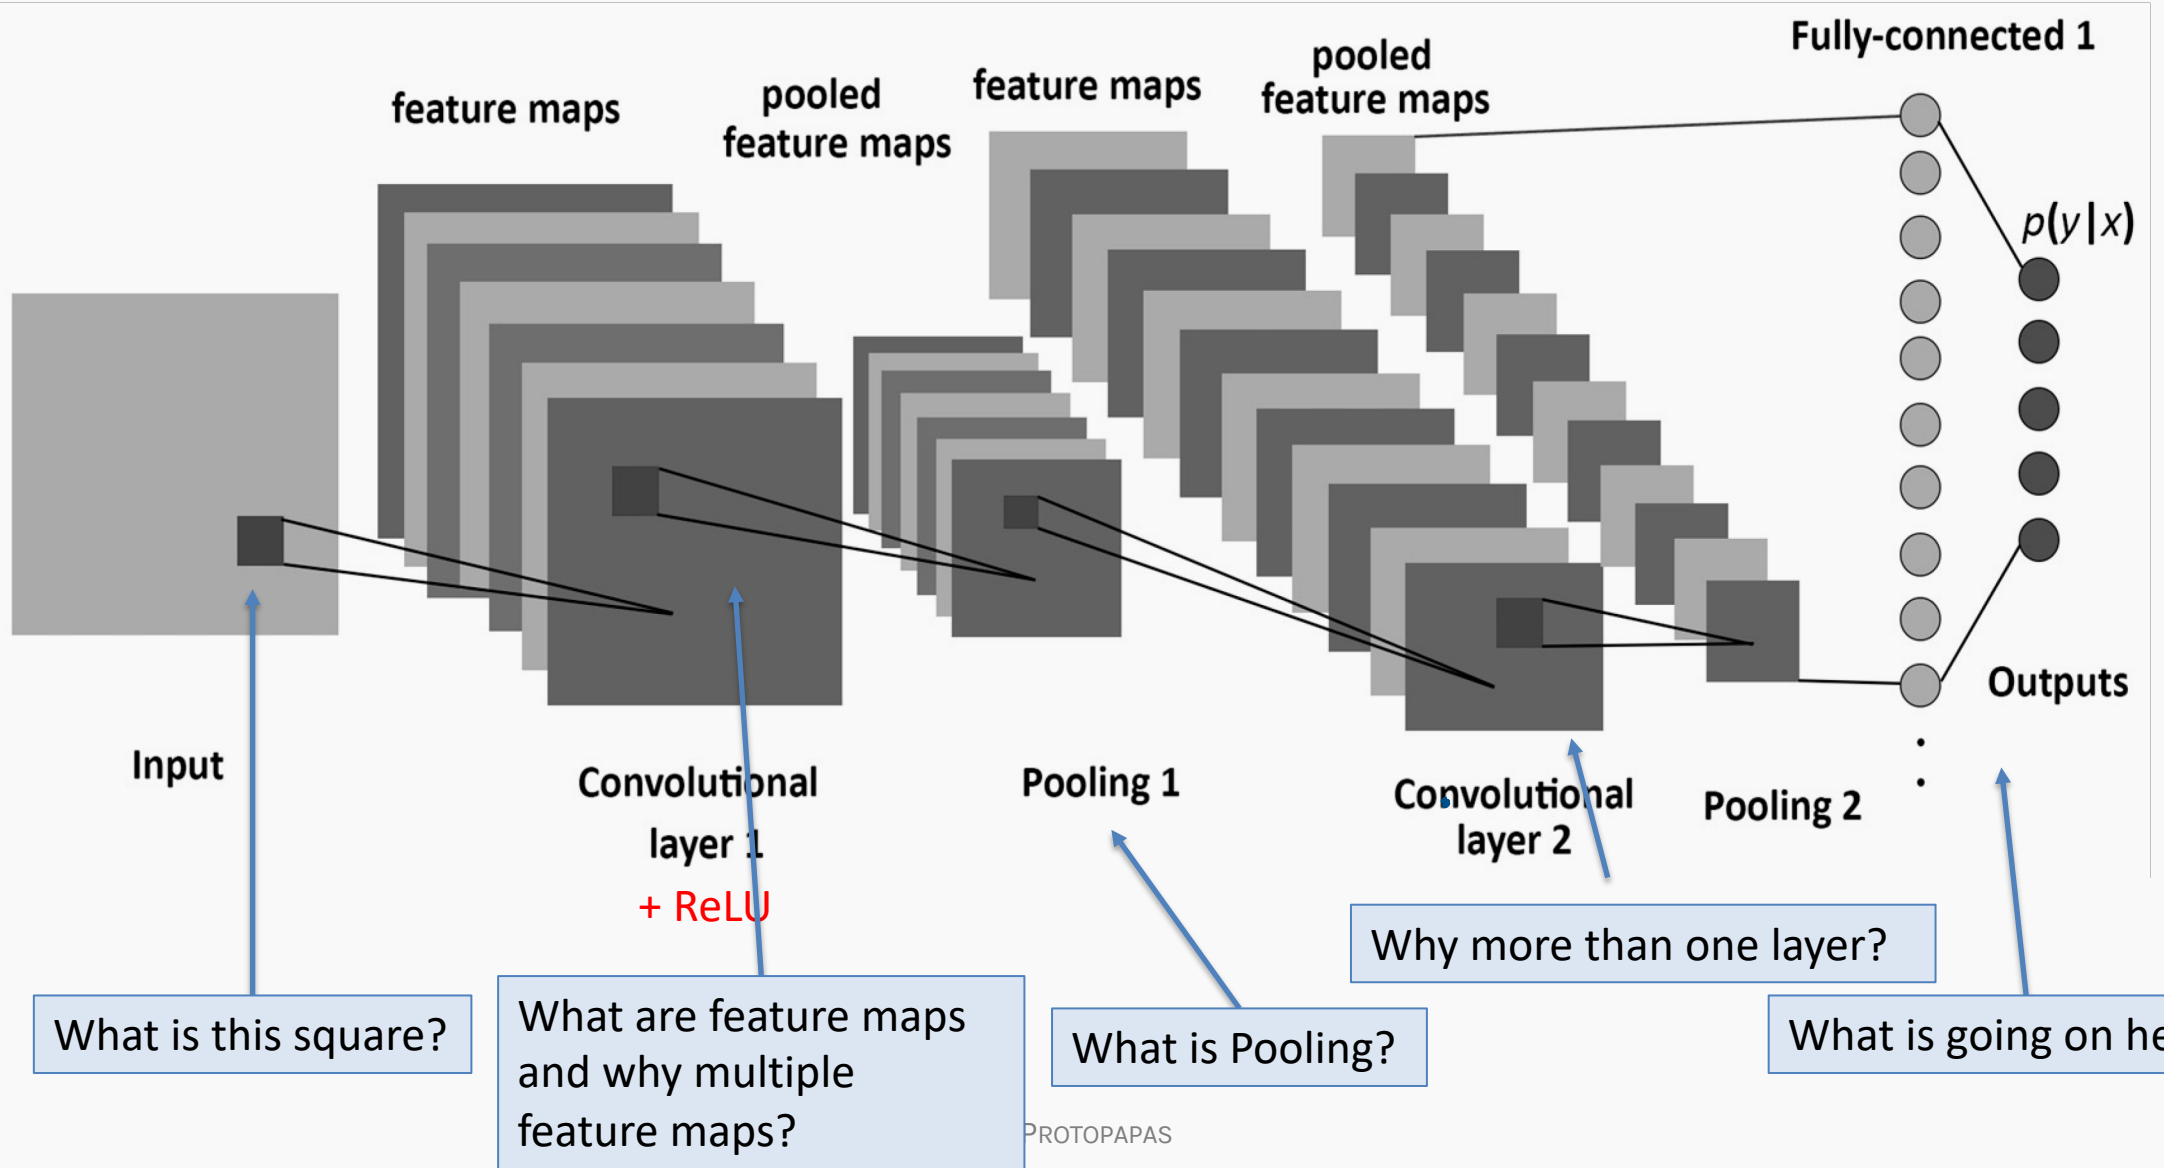 Fully-connected 1
feature maps
pooled
feature maps
feature maps
pooled
feature maps
p(y|x)
Input
Convolutional
layer 1
+ ReLU
Pooling 1
Convolutional
layer 2
Pooling 2
Outputs
What is this square?
What are feature maps
and why multiple
feature maps?
What is Pooling?
Why more than one layer?
What is going on he
PROTOPAPAS